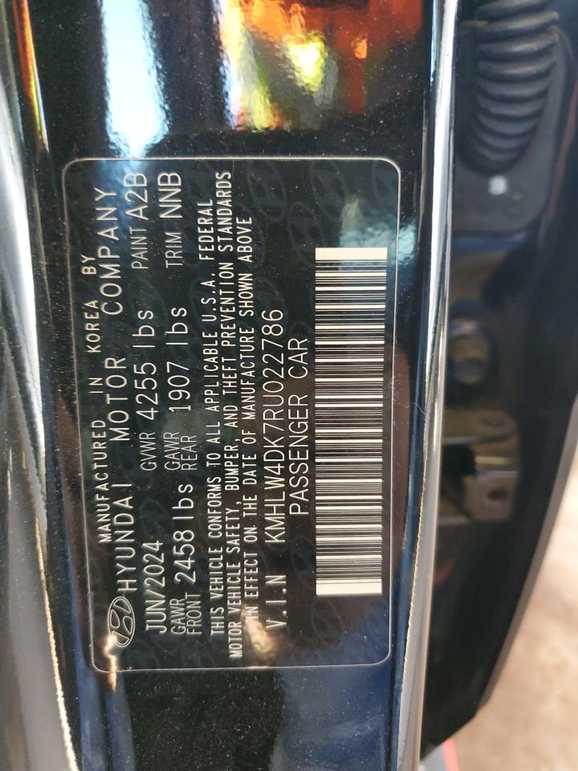 MANUFACTURED IN KOREA BY
HYUNDAI MOTOR COMPANY
JUN/2024 GVWR 4255 lbs PAINT A2B
GAWR FRONT 2458 lbs GAWR REAR 1907 lbs TRIM NNB
THIS VEHICLE CONFORMS TO ALL APPLICABLE U.S.A. FEDERAL
MOTOR VEHICLE SAFETY, BUMPER, AND THEFT PREVENTION STANDARDS
IN EFFECT ON THE DATE OF MANUFACTURE SHOWN ABOVE
V.I.N KMHLW4DK7RU022786
PASSENGER CAR